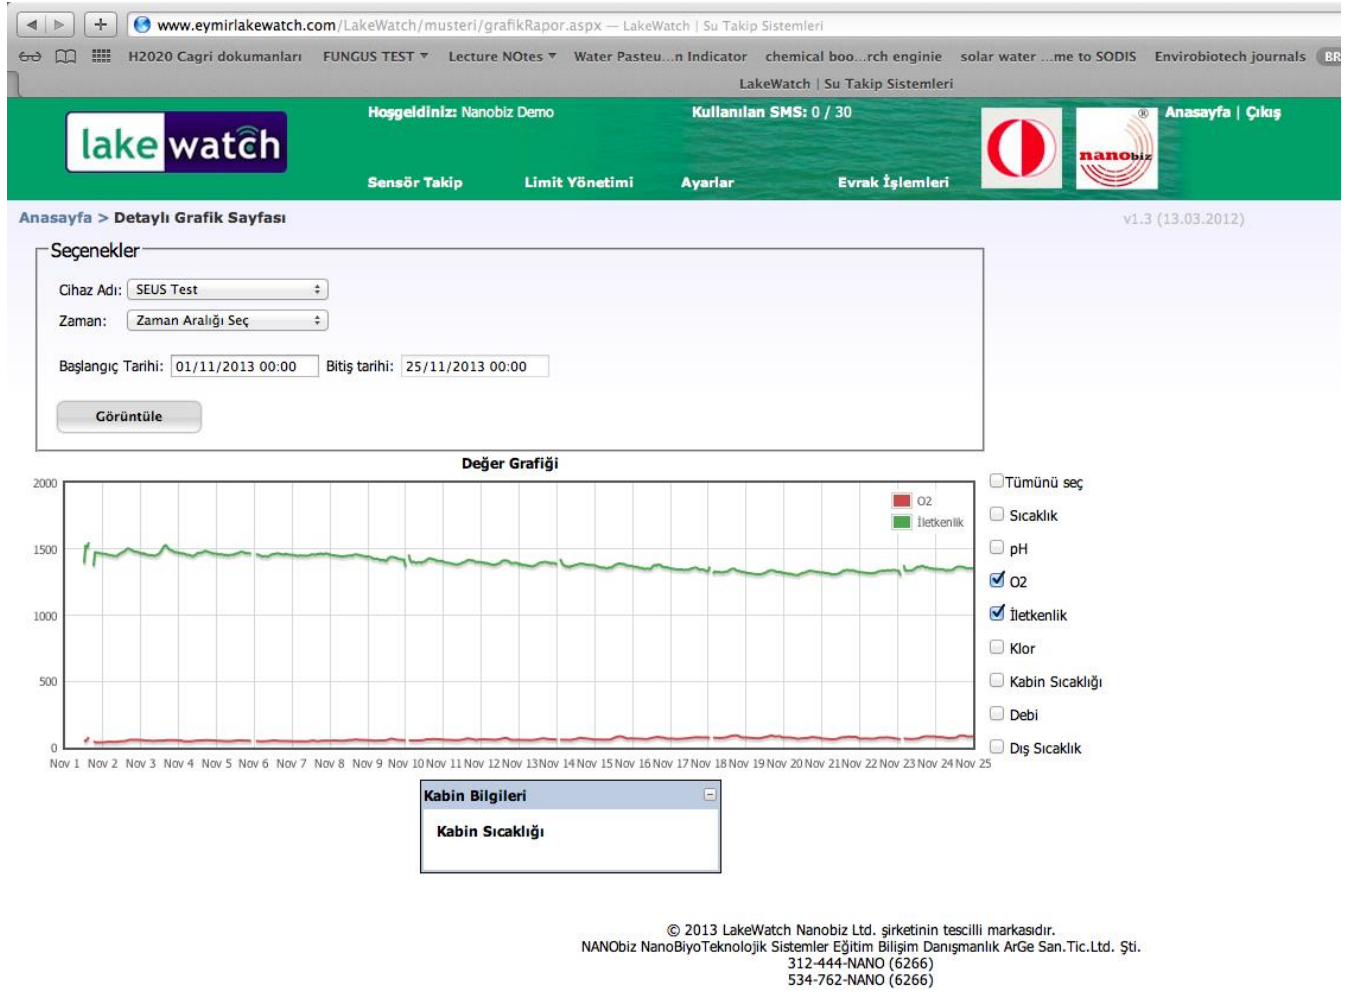 www.eymirlakewatch.com/LakeWatch/musteri/grafikRapor.aspx — LakeWatch | Su Takip Sistemleri
H2020 Cagri dokumanları FUNGUS TEST ▼ Lecture NOtes ▼ Water Pasteu...n Indicator chemical boo...rch enginie solar water ...me to SODIS Envirobiotech journals BR
LakeWatch | Su Takip Sistemleri
lake watch
Hoşgeldiniz: Nanobiz Demo
Kullanılan SMS: 0 / 30
nanobiz ®
Anasayfa | Çıkış
Sensör Takip Limit Yönetimi Ayarlar Evrak İşlemleri
Anasayfa > Detaylı Grafik Sayfası
v1.3 (13.03.2012)
Seçenekler
Cihaz Adı: SEUS Test
Zaman: Zaman Aralığı Seç
Başlangıç Tarihi: 01/11/2013 00:00 Bitiş tarihi: 25/11/2013 00:00
Görüntüle
Değer Grafiği
2000
1500
1000
500
0
O2
İletkenlik
Nov 1 Nov 2 Nov 3 Nov 4 Nov 5 Nov 6 Nov 7 Nov 8 Nov 9 Nov 10 Nov 11 Nov 12 Nov 13 Nov 14 Nov 15 Nov 16 Nov 17 Nov 18 Nov 19 Nov 20 Nov 21 Nov 22 Nov 23 Nov 24 Nov 25
Tümünü seç
Sıcaklık
pH
O2
İletkenlik
Klor
Kabin Sıcaklığı
Debi
Dış Sıcaklık
Kabin Bilgileri
Kabin Sıcaklığı
© 2013 LakeWatch Nanobiz Ltd. şirketinin tescilli markasıdır.
NANObiz NanoBiyoTeknolojik Sistemler Eğitim Bilişim Danışmanlık ArGe San.Tic.Ltd. Şti.
312-444-NANO (6266)
534-762-NANO (6266)